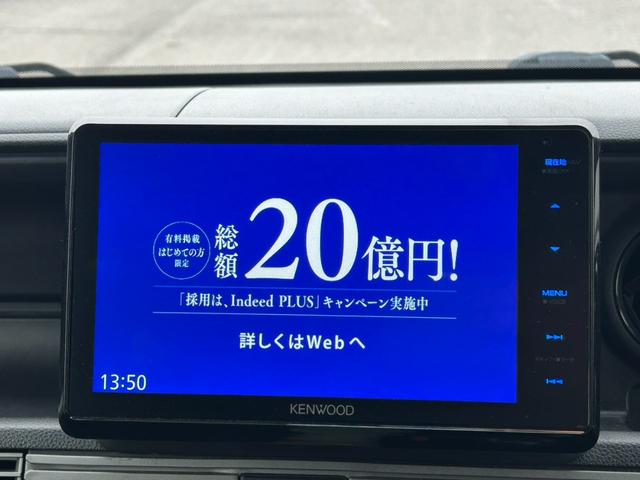 有料掲載
はじめての方
限定
総額20億円!
「採用は、Indeed PLUS」キャンペーン実施中
詳しくはWebへ
13:50
KENWOOD
現在地
MENU